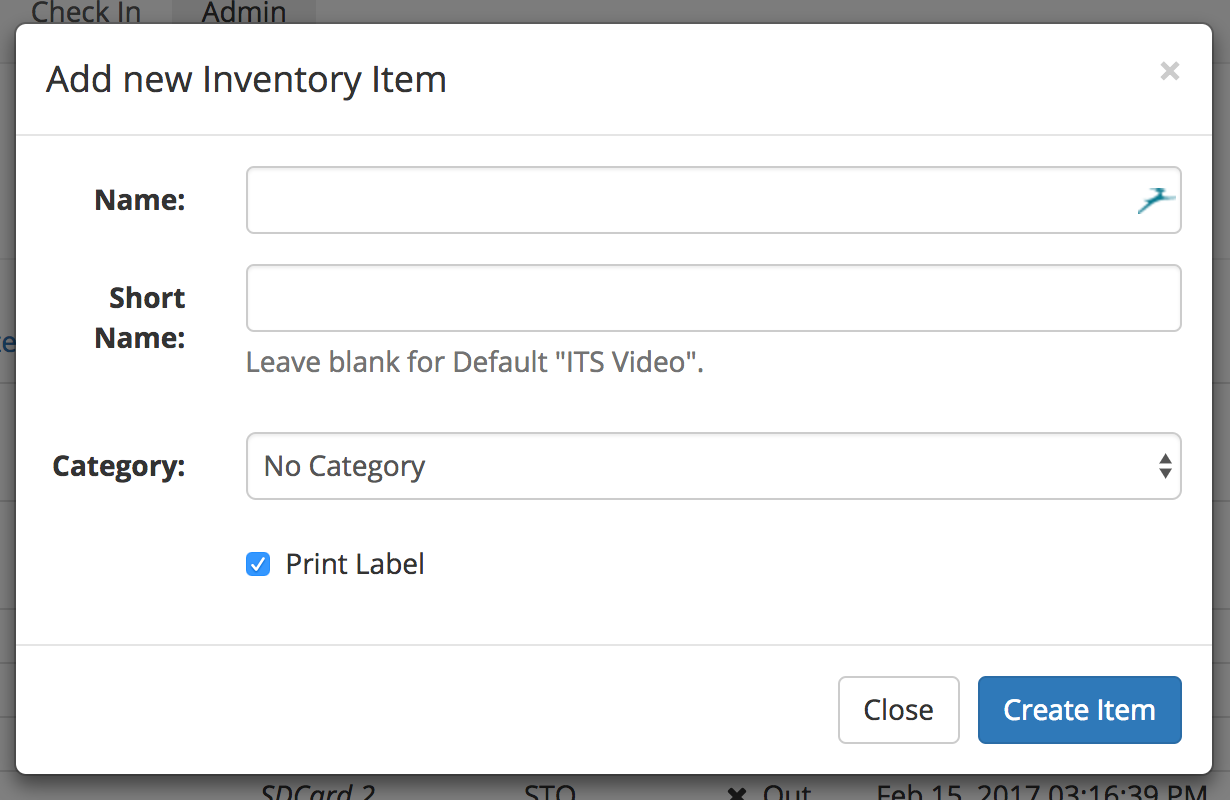 Check In Admin
Add new Inventory Item
×
Name:
Short
Name:
Leave blank for Default "ITS Video".
Category:
No Category
Print Label
Close
Create Item
SDCard 2 STO Out Feb 15, 2017 03:16:39 PM